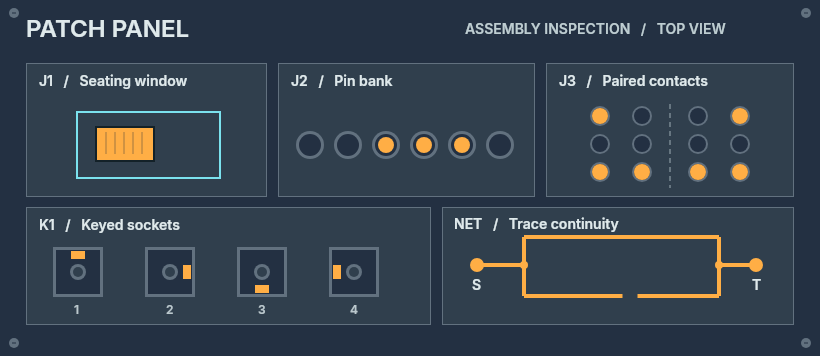 PATCH PANEL
ASSEMBLY INSPECTION / TOP VIEW
J1 / Seating window
J2 / Pin bank
J3 / Paired contacts
K1 / Keyed sockets
1 2 3 4
NET / Trace continuity
S T